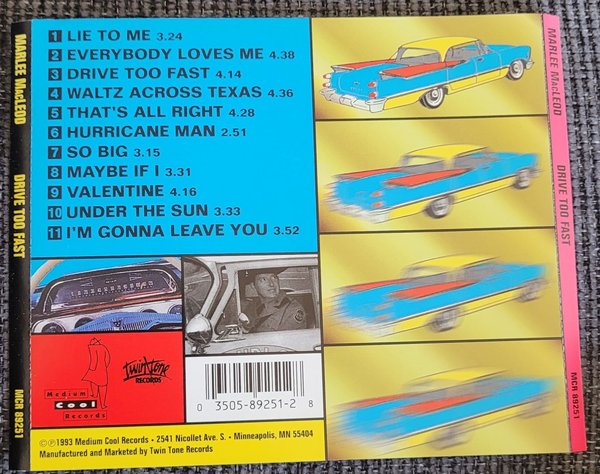 MARLEE MacLEOD
DRIVE TOO FAST
MCR 89251
1 LIE TO ME 3.24
2 EVERYBODY LOVES ME 4.38
3 DRIVE TOO FAST 4.14
4 WALTZ ACROSS TEXAS 4.36
5 THAT'S ALL RIGHT 4.28
6 HURRICANE MAN 2.51
7 SO BIG 3.15
8 MAYBE IF I 3.31
9 VALENTINE 4.16
10 UNDER THE SUN 3.33
11 I'M GONNA LEAVE YOU 3.52
Medium
Cool
Records
Twin/Tone
RECORDS
0 3505-89251-2 8
©℗1993 Medium Cool Records • 2541 Nicollet Ave. S. • Minneapolis, MN 55404
Manufactured and Marketed by Twin Tone Records
MARLEE MacLEOD
DRIVE TOO FAST
MCR 89251